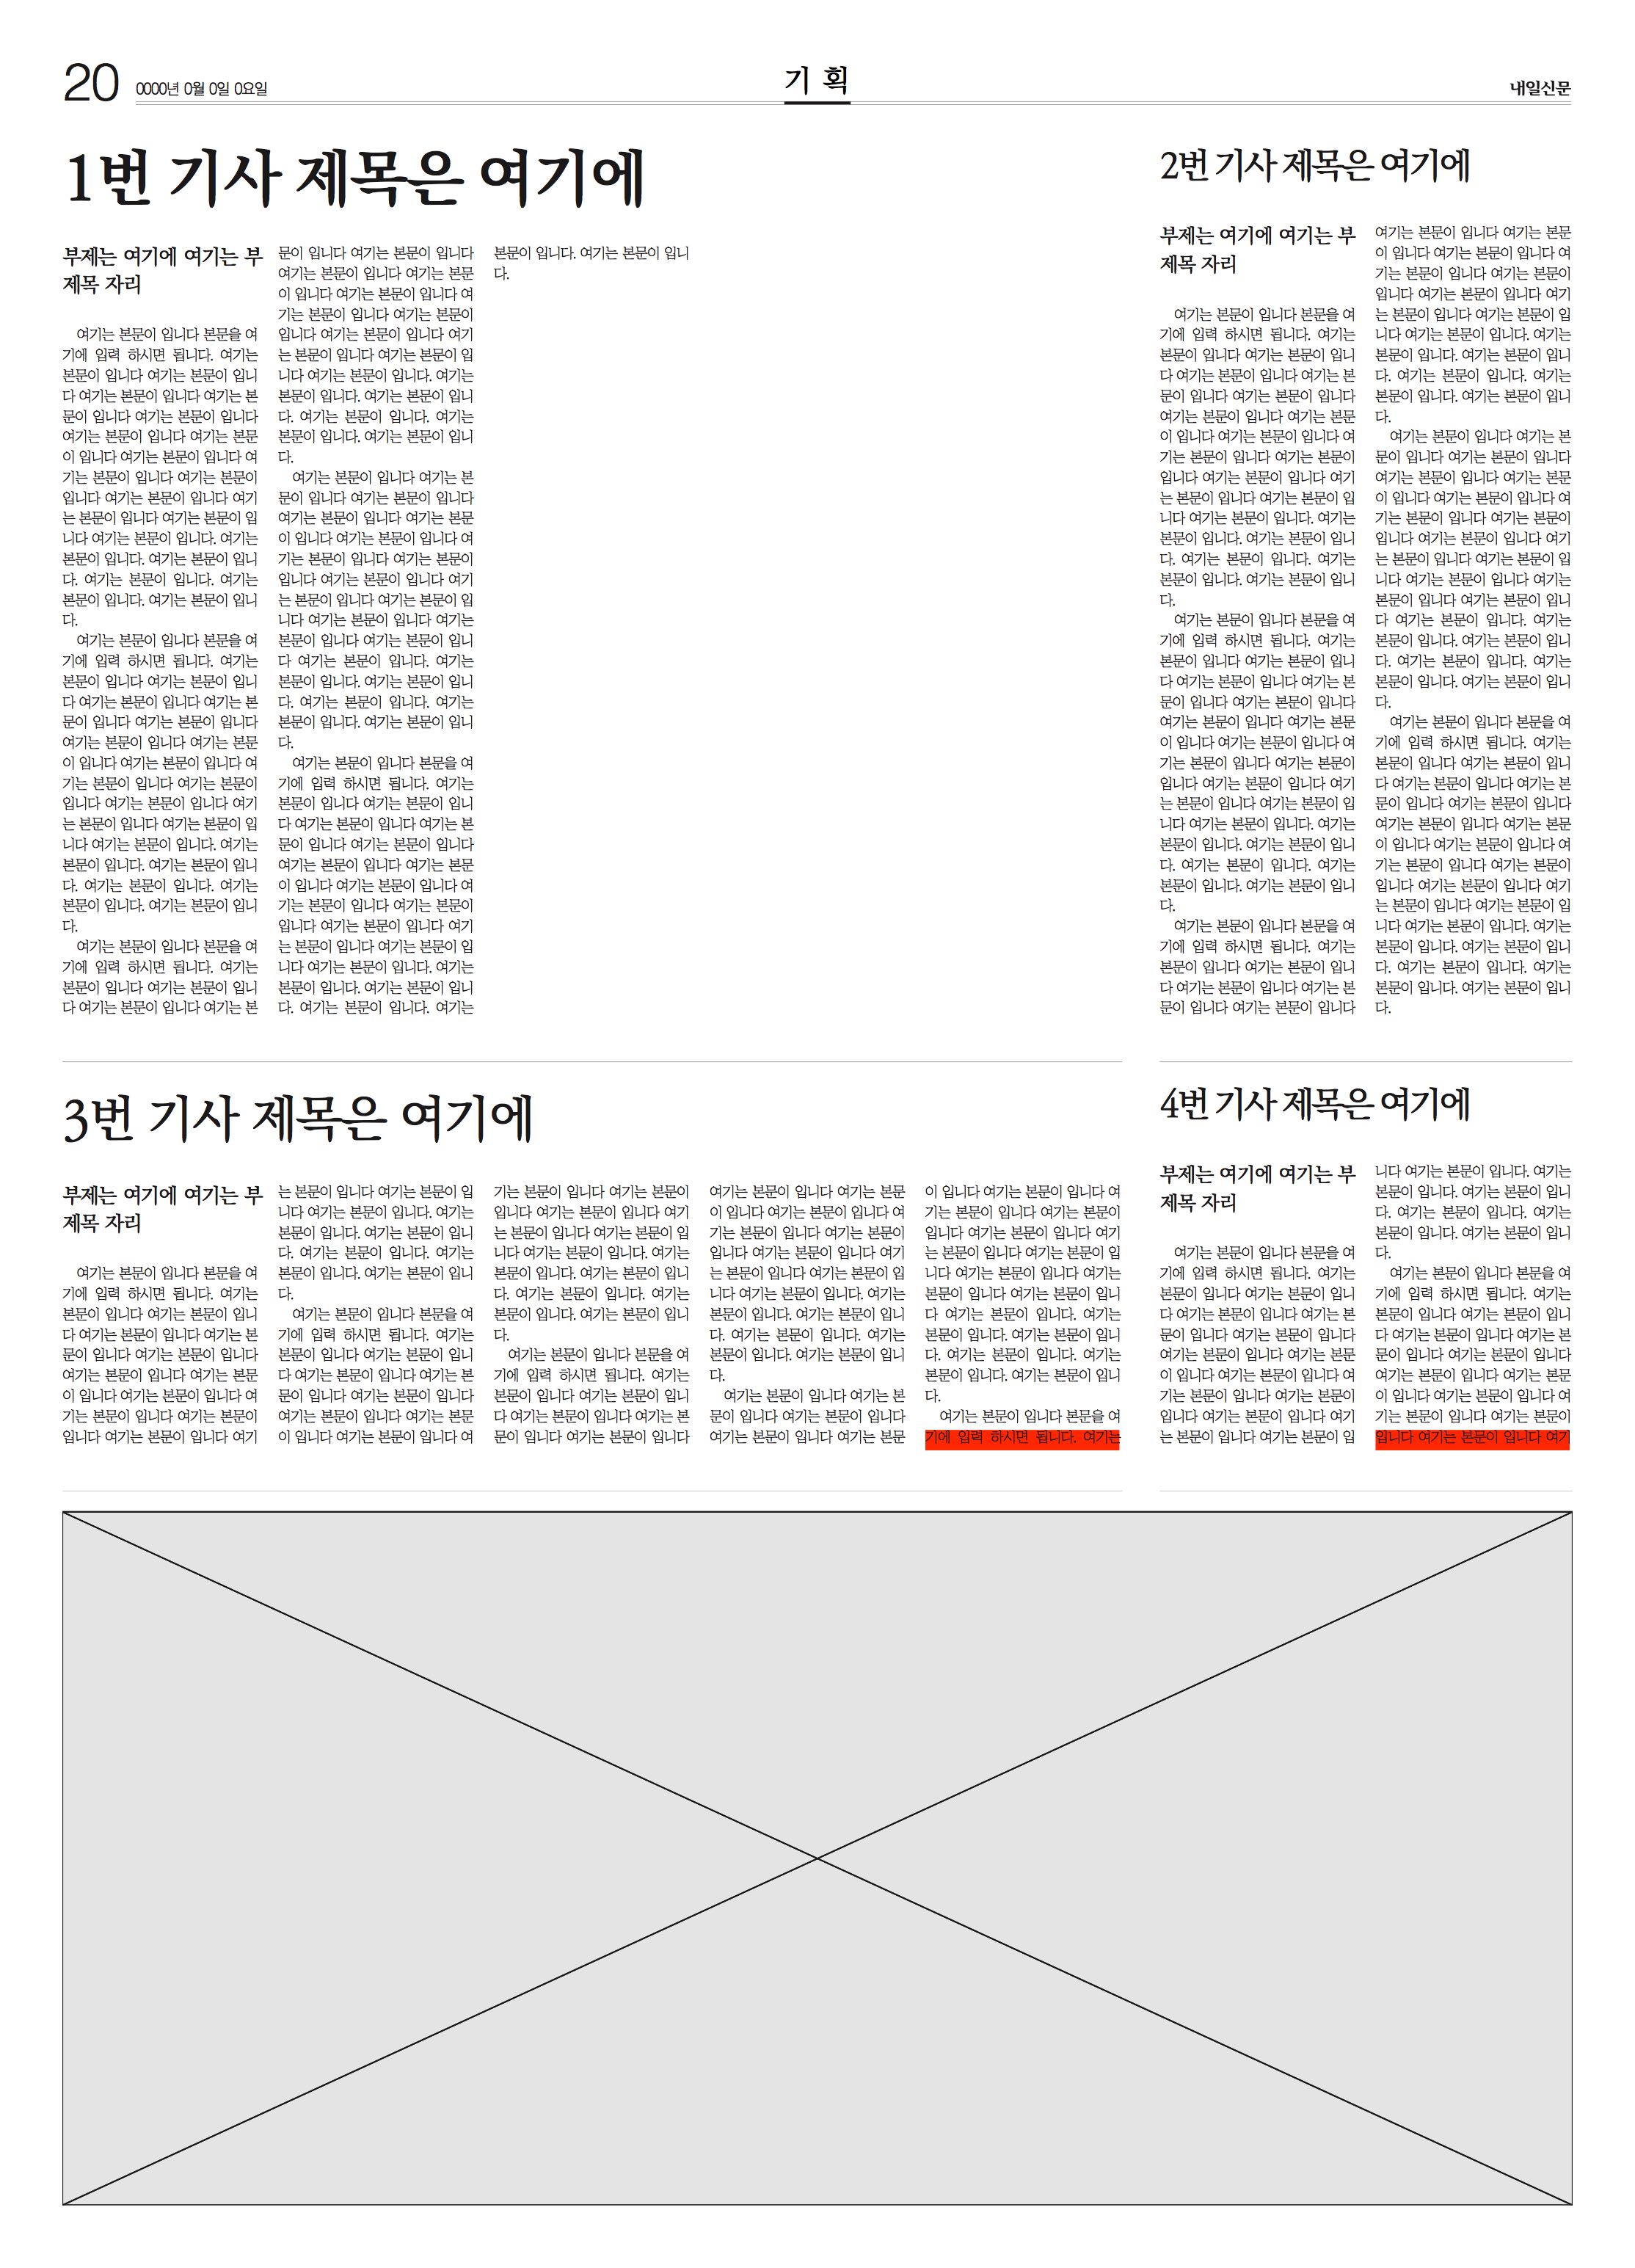 20
0000년 0월 0일 0요일
기 획
내일신문
1번 기사 제목은 여기에
부제는 여기에 여기는 부
제목 자리
여기는 본문이 입니다 본문을 여
기에 입력 하시면 됩니다. 여기는
본문이 입니다 여기는 본문이 입니
다 여기는 본문이 입니다 여기는 본
문이 입니다 여기는 본문이 입니다
여기는 본문이 입니다 여기는 본문
이 입니다 여기는 본문이 입니다 여
기는 본문이 입니다 여기는 본문이
입니다 여기는 본문이 입니다 여기
는 본문이 입니다 여기는 본문이 입
니다 여기는 본문이 입니다. 여기는
본문이 입니다. 여기는 본문이 입니
다. 여기는 본문이 입니다. 여기는
본문이 입니다. 여기는 본문이 입니
다.
여기는 본문이 입니다 본문을 여
기에 입력 하시면 됩니다. 여기는
본문이 입니다 여기는 본문이 입니
다 여기는 본문이 입니다 여기는 본
문이 입니다 여기는 본문이 입니다
여기는 본문이 입니다 여기는 본문
이 입니다 여기는 본문이 입니다 여
기는 본문이 입니다 여기는 본문이
입니다 여기는 본문이 입니다 여기
는 본문이 입니다 여기는 본문이 입
니다 여기는 본문이 입니다. 여기는
본문이 입니다. 여기는 본문이 입니
다. 여기는 본문이 입니다. 여기는
본문이 입니다. 여기는 본문이 입니
다.
여기는 본문이 입니다 본문을 여
기에 입력 하시면 됩니다. 여기는
본문이 입니다 여기는 본문이 입니
다 여기는 본문이 입니다 여기는 본
문이 입니다 여기는 본문이 입니다
여기는 본문이 입니다 여기는 본문
이 입니다 여기는 본문이 입니다 여
기는 본문이 입니다 여기는 본문이
입니다 여기는 본문이 입니다 여기
는 본문이 입니다 여기는 본문이 입
니다 여기는 본문이 입니다. 여기는
본문이 입니다. 여기는 본문이 입니
다. 여기는 본문이 입니다. 여기는
본문이 입니다. 여기는 본문이 입니
다.
여기는 본문이 입니다 여기는 본
문이 입니다 여기는 본문이 입니다
여기는 본문이 입니다 여기는 본문
이 입니다 여기는 본문이 입니다 여
기는 본문이 입니다 여기는 본문이
입니다 여기는 본문이 입니다 여기
는 본문이 입니다 여기는 본문이 입
니다 여기는 본문이 입니다 여기는
본문이 입니다 여기는 본문이 입니
다 여기는 본문이 입니다. 여기는
본문이 입니다. 여기는 본문이 입니
다. 여기는 본문이 입니다. 여기는
본문이 입니다. 여기는 본문이 입니
다.
여기는 본문이 입니다 본문을 여
기에 입력 하시면 됩니다. 여기는
본문이 입니다 여기는 본문이 입니
다 여기는 본문이 입니다 여기는 본
문이 입니다 여기는 본문이 입니다
여기는 본문이 입니다 여기는 본문
이 입니다 여기는 본문이 입니다 여
기는 본문이 입니다 여기는 본문이
입니다 여기는 본문이 입니다 여기
는 본문이 입니다 여기는 본문이 입
니다 여기는 본문이 입니다. 여기는
본문이 입니다. 여기는 본문이 입니
다. 여기는 본문이 입니다. 여기는
본문이 입니다. 여기는 본문이 입니
다.
2번 기사 제목은 여기에
부제는 여기에 여기는 부
제목 자리
여기는 본문이 입니다 본문을 여
기에 입력 하시면 됩니다. 여기는
본문이 입니다 여기는 본문이 입니
다 여기는 본문이 입니다 여기는 본
문이 입니다 여기는 본문이 입니다
여기는 본문이 입니다 여기는 본문
이 입니다 여기는 본문이 입니다 여
기는 본문이 입니다 여기는 본문이
입니다 여기는 본문이 입니다 여기
는 본문이 입니다 여기는 본문이 입
니다 여기는 본문이 입니다. 여기는
본문이 입니다. 여기는 본문이 입니
다. 여기는 본문이 입니다. 여기는
본문이 입니다. 여기는 본문이 입니
다.
여기는 본문이 입니다 본문을 여
기에 입력 하시면 됩니다. 여기는
본문이 입니다 여기는 본문이 입니
다 여기는 본문이 입니다 여기는 본
문이 입니다 여기는 본문이 입니다
여기는 본문이 입니다 여기는 본문
이 입니다 여기는 본문이 입니다 여
기는 본문이 입니다 여기는 본문이
입니다 여기는 본문이 입니다 여기
는 본문이 입니다 여기는 본문이 입
니다 여기는 본문이 입니다. 여기는
본문이 입니다. 여기는 본문이 입니
다. 여기는 본문이 입니다. 여기는
본문이 입니다. 여기는 본문이 입니
다.
여기는 본문이 입니다 본문을 여
기에 입력 하시면 됩니다. 여기는
본문이 입니다 여기는 본문이 입니
다 여기는 본문이 입니다 여기는 본
문이 입니다 여기는 본문이 입니다
여기는 본문이 입니다 여기는 본문
이 입니다 여기는 본문이 입니다 여
기는 본문이 입니다 여기는 본문이
입니다 여기는 본문이 입니다 여기
는 본문이 입니다 여기는 본문이 입
니다 여기는 본문이 입니다. 여기는
본문이 입니다. 여기는 본문이 입니
다. 여기는 본문이 입니다. 여기는
본문이 입니다. 여기는 본문이 입니
다.
여기는 본문이 입니다 여기는 본
문이 입니다 여기는 본문이 입니다
여기는 본문이 입니다 여기는 본문
이 입니다 여기는 본문이 입니다 여
기는 본문이 입니다 여기는 본문이
입니다 여기는 본문이 입니다 여기
는 본문이 입니다 여기는 본문이 입
니다 여기는 본문이 입니다 여기는
본문이 입니다 여기는 본문이 입니
다 여기는 본문이 입니다. 여기는
본문이 입니다. 여기는 본문이 입니
다. 여기는 본문이 입니다. 여기는
본문이 입니다. 여기는 본문이 입니
다.
여기는 본문이 입니다 본문을 여
기에 입력 하시면 됩니다. 여기는
본문이 입니다 여기는 본문이 입니
다 여기는 본문이 입니다 여기는 본
문이 입니다 여기는 본문이 입니다
여기는 본문이 입니다 여기는 본문
이 입니다 여기는 본문이 입니다 여
기는 본문이 입니다 여기는 본문이
입니다 여기는 본문이 입니다 여기
는 본문이 입니다 여기는 본문이 입
니다 여기는 본문이 입니다. 여기는
본문이 입니다. 여기는 본문이 입니
다. 여기는 본문이 입니다. 여기는
본문이 입니다. 여기는 본문이 입니
다.
3번 기사 제목은 여기에
부제는 여기에 여기는 부
제목 자리
여기는 본문이 입니다 본문을 여
기에 입력 하시면 됩니다. 여기는
본문이 입니다 여기는 본문이 입니
다 여기는 본문이 입니다 여기는 본
문이 입니다 여기는 본문이 입니다
여기는 본문이 입니다 여기는 본문
이 입니다 여기는 본문이 입니다 여
기는 본문이 입니다 여기는 본문이
입니다 여기는 본문이 입니다 여기
는 본문이 입니다 여기는 본문이 입
니다 여기는 본문이 입니다. 여기는
본문이 입니다. 여기는 본문이 입니
다. 여기는 본문이 입니다. 여기는
본문이 입니다. 여기는 본문이 입니
다.
여기는 본문이 입니다 본문을 여
기에 입력 하시면 됩니다. 여기는
본문이 입니다 여기는 본문이 입니
다 여기는 본문이 입니다 여기는 본
문이 입니다 여기는 본문이 입니다
여기는 본문이 입니다 여기는 본문
이 입니다 여기는 본문이 입니다 여
기는 본문이 입니다 여기는 본문이
입니다 여기는 본문이 입니다 여기
는 본문이 입니다 여기는 본문이 입
니다 여기는 본문이 입니다. 여기는
본문이 입니다. 여기는 본문이 입니
다. 여기는 본문이 입니다. 여기는
본문이 입니다. 여기는 본문이 입니
다.
여기는 본문이 입니다 본문을 여
기에 입력 하시면 됩니다. 여기는
본문이 입니다 여기는 본문이 입니
다 여기는 본문이 입니다 여기는 본
문이 입니다 여기는 본문이 입니다
여기는 본문이 입니다 여기는 본문
이 입니다 여기는 본문이 입니다 여
기는 본문이 입니다 여기는 본문이
입니다 여기는 본문이 입니다 여기
는 본문이 입니다 여기는 본문이 입
니다 여기는 본문이 입니다. 여기는
본문이 입니다. 여기는 본문이 입니
다. 여기는 본문이 입니다. 여기는
본문이 입니다. 여기는 본문이 입니
다.
여기는 본문이 입니다 여기는 본
문이 입니다 여기는 본문이 입니다
여기는 본문이 입니다 여기는 본문
이 입니다 여기는 본문이 입니다 여
기는 본문이 입니다 여기는 본문이
입니다 여기는 본문이 입니다 여기
는 본문이 입니다 여기는 본문이 입
니다 여기는 본문이 입니다 여기는
본문이 입니다 여기는 본문이 입니
다 여기는 본문이 입니다. 여기는
본문이 입니다. 여기는 본문이 입니
다. 여기는 본문이 입니다. 여기는
본문이 입니다. 여기는 본문이 입니
다.
여기는 본문이 입니다 본문을 여
기에 입력 하시면 됩니다. 여기는
4번 기사 제목은 여기에
부제는 여기에 여기는 부
제목 자리
여기는 본문이 입니다 본문을 여
기에 입력 하시면 됩니다. 여기는
본문이 입니다 여기는 본문이 입니
다 여기는 본문이 입니다 여기는 본
문이 입니다 여기는 본문이 입니다
여기는 본문이 입니다 여기는 본문
이 입니다 여기는 본문이 입니다 여
기는 본문이 입니다 여기는 본문이
입니다 여기는 본문이 입니다 여기
는 본문이 입니다 여기는 본문이 입
니다 여기는 본문이 입니다. 여기는
본문이 입니다. 여기는 본문이 입니
다. 여기는 본문이 입니다. 여기는
본문이 입니다. 여기는 본문이 입니
다.
여기는 본문이 입니다 본문을 여
기에 입력 하시면 됩니다. 여기는
본문이 입니다 여기는 본문이 입니
다 여기는 본문이 입니다 여기는 본
문이 입니다 여기는 본문이 입니다
여기는 본문이 입니다 여기는 본문
이 입니다 여기는 본문이 입니다 여
기는 본문이 입니다 여기는 본문이
입니다 여기는 본문이 입니다 여기